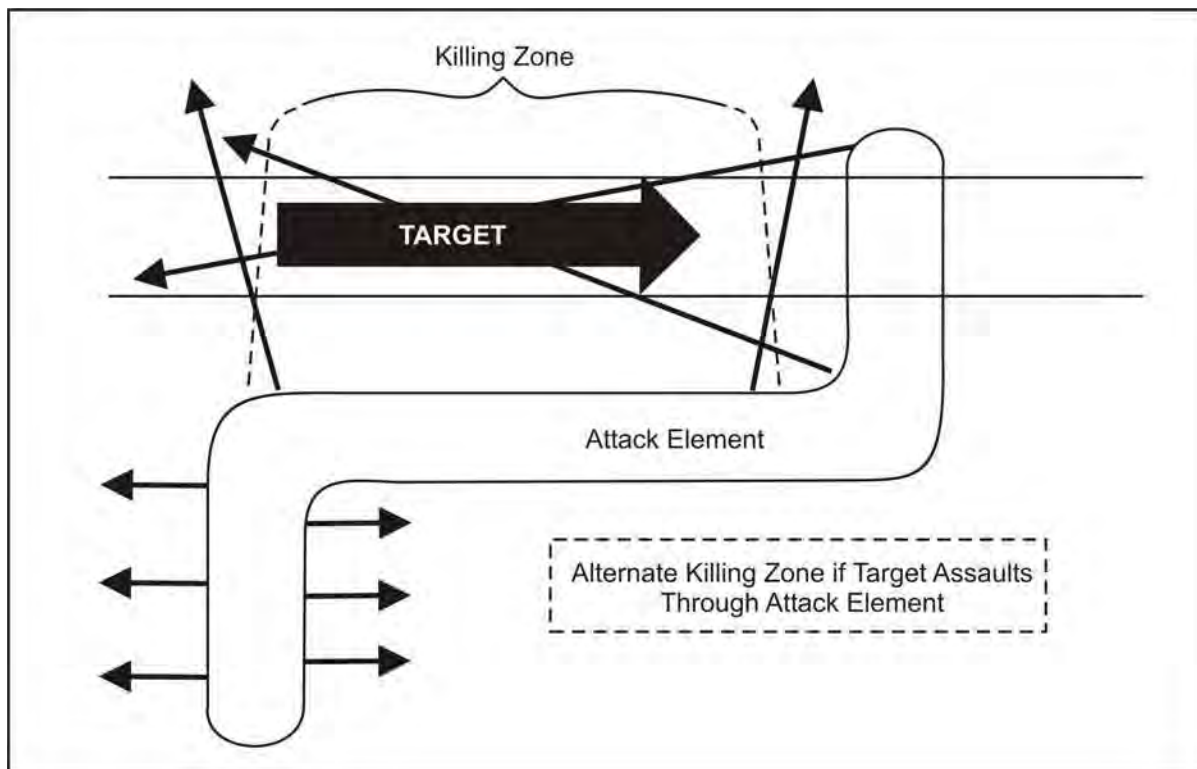 Killing Zone
TARGET
Attack Element
Alternate Killing Zone if Target Assaults
Through Attack Element